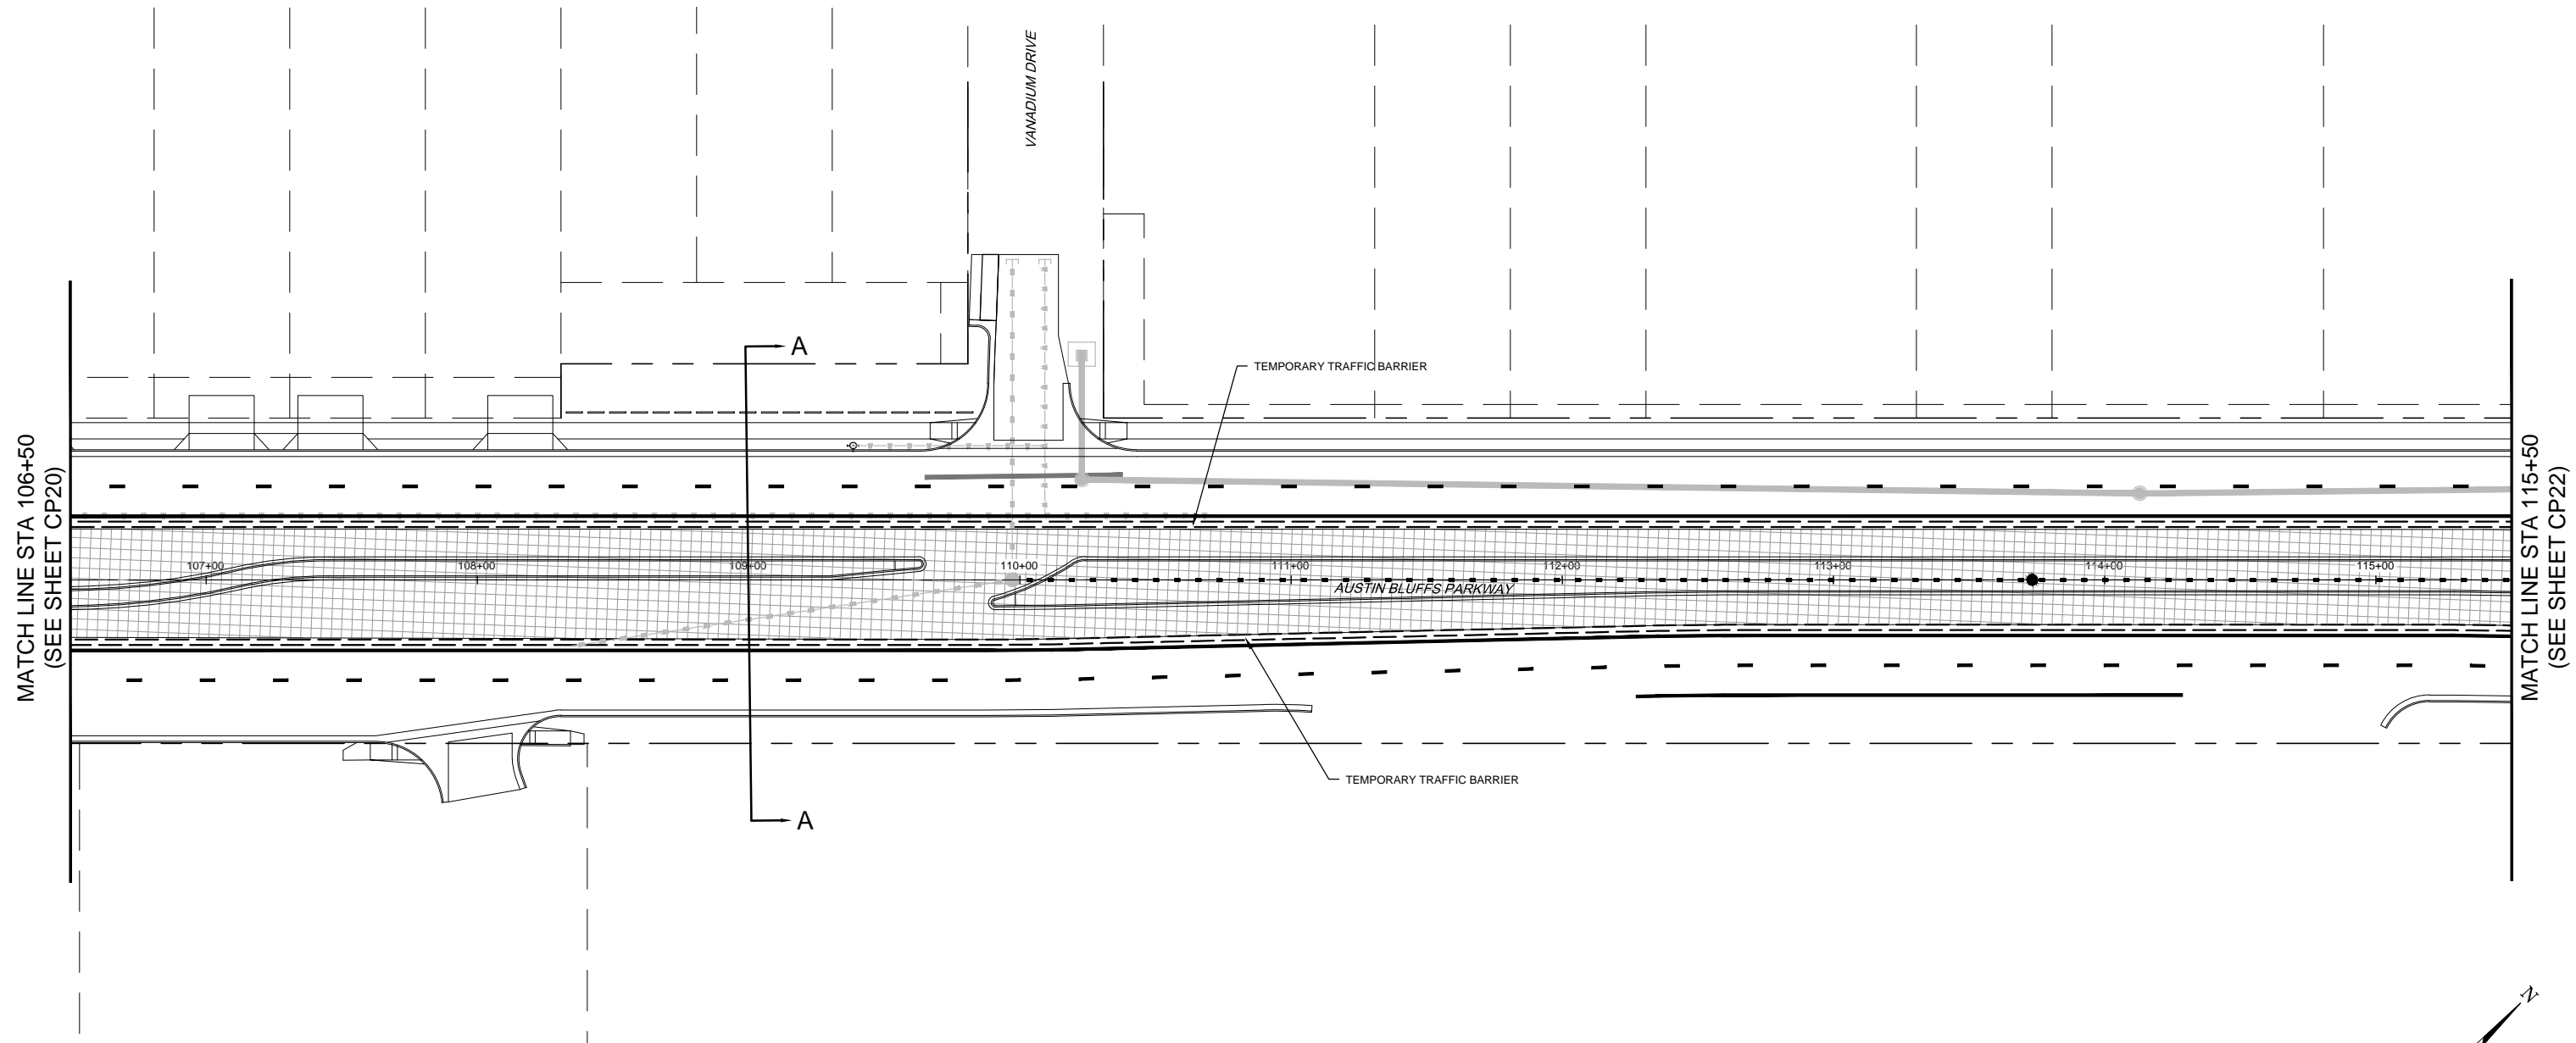 VANADIUM DRIVE
A
TEMPORARY TRAFFIC BARRIER
MATCH LINE STA 106+50
(SEE SHEET CP20)
MATCH LINE STA 115+50
(SEE SHEET CP22)
107+00
108+00
109+00
110+00
111+00
112+00
113+00
114+00
115+00
AUSTIN BLUFFS PARKWAY
TEMPORARY TRAFFIC BARRIER
A
N